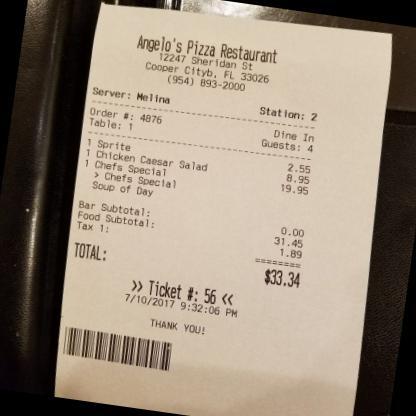 Angelo's Pizza Restaurant
12247 Sheridan St
Cooper Cityb, FL 33026
(954) 893-2000
Server: Melina Station: 2
Order #: 4876 Dine In
Table: 1 Guests: 4
1 Sprite 2.55
1 Chicken Caesar Salad 8.95
1 Chefs Special 19.95
> Chefs Special
Soup of Day
Bar Subtotal: 0.00
Food Subtotal: 31.45
Tax 1: 1.89
========
TOTAL: $33.34
>> Ticket #: 56 <<
7/10/2017 9:32:06 PM
THANK YOU!